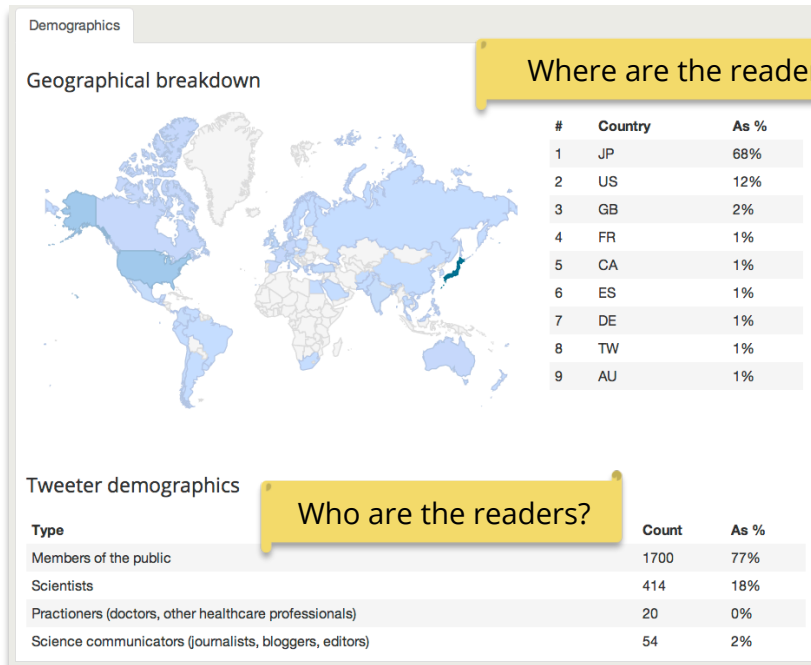 Demographics
Geographical breakdown
Where are the reade
# Country As %
1 JP 68%
2 US 12%
3 GB 2%
4 FR 1%
5 CA 1%
6 ES 1%
7 DE 1%
8 TW 1%
9 AU 1%
Tweeter demographics
Who are the readers?
Type Count As %
Members of the public 1700 77%
Scientists 414 18%
Practioners (doctors, other healthcare professionals) 20 0%
Science communicators (journalists, bloggers, editors) 54 2%